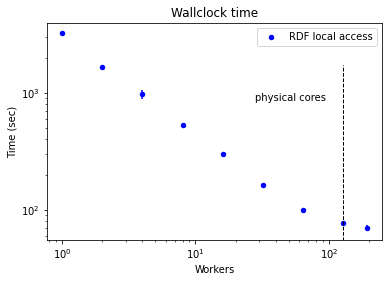 Wallclock time
RDF local access
physical cores
10³
10²
Time (sec)
10⁰
10¹
10²
Workers